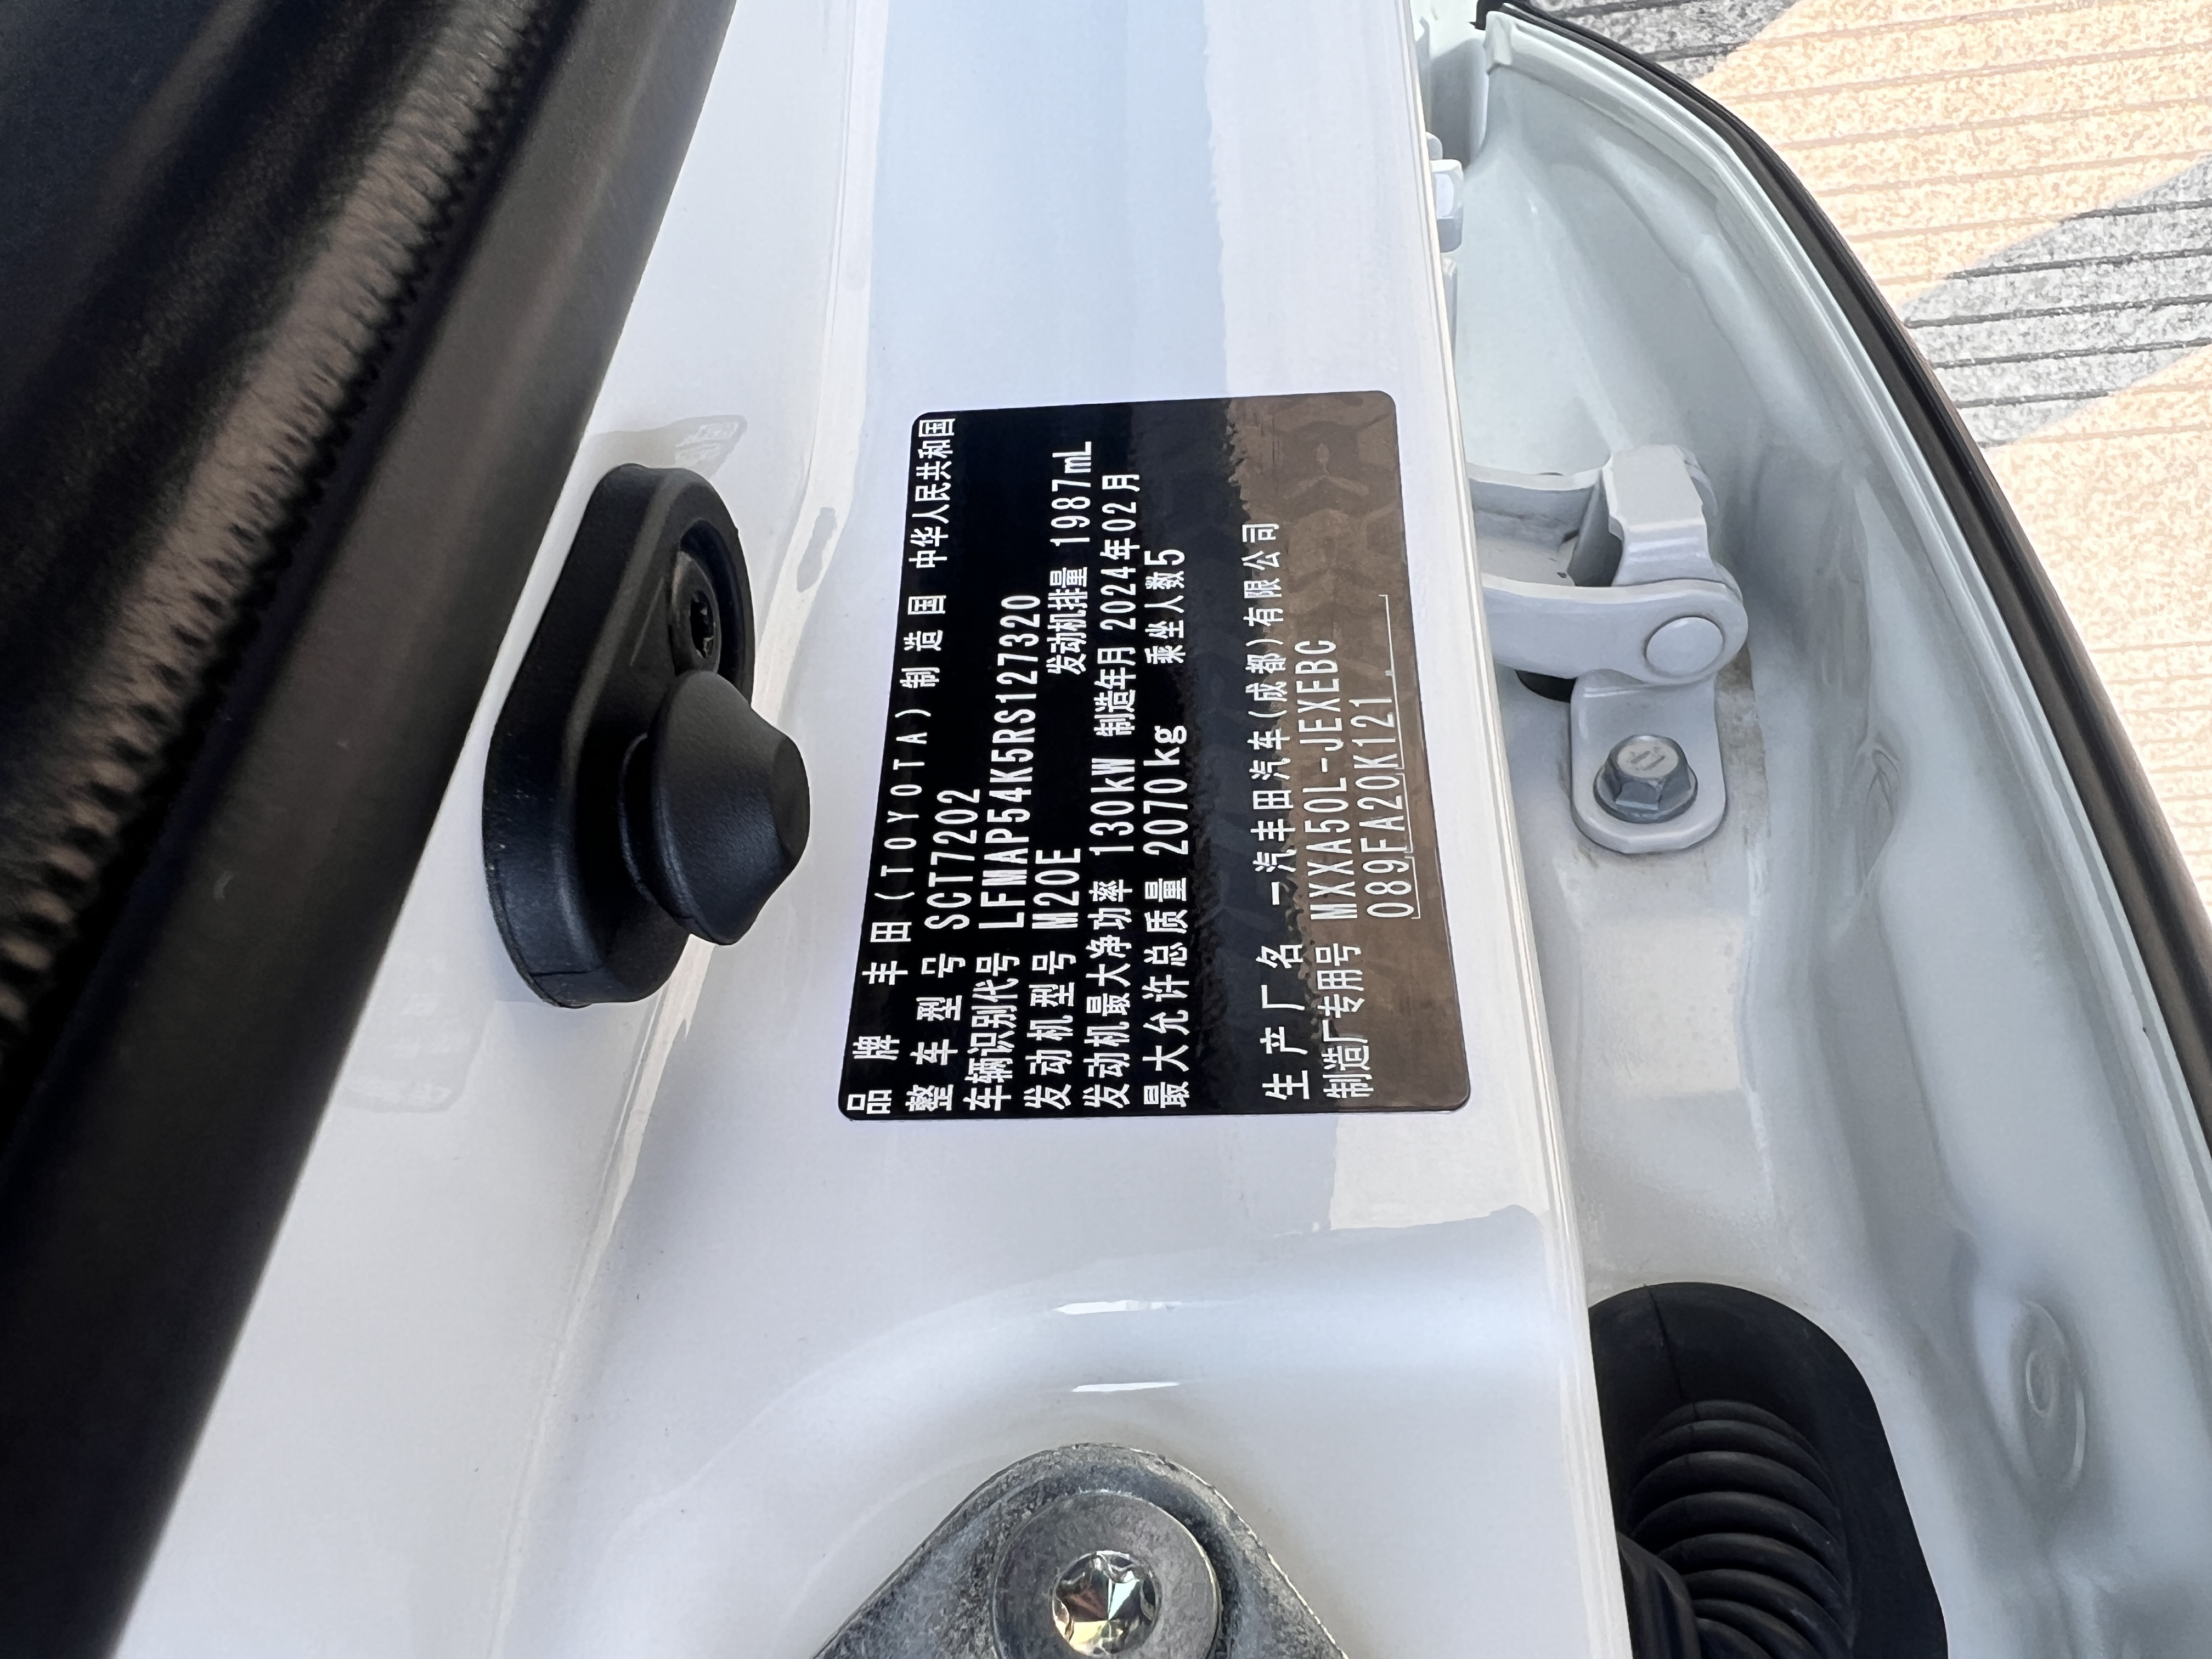 品牌 丰田(TOYOTA) 制造国 中华人民共和国
整车型号 SCT7202
车辆识别代号 LFMAP54K5RS127320
发动机型号 M20E 发动机排量 1987mL
发动机最大净功率 130kW 制造年月 2024年02月
最大允许总质量 2070kg 乘坐人数5
生产厂名 一汽丰田汽车(成都)有限公司
制造厂专用号 MXXA50L-JEXEBC
089FA20K121